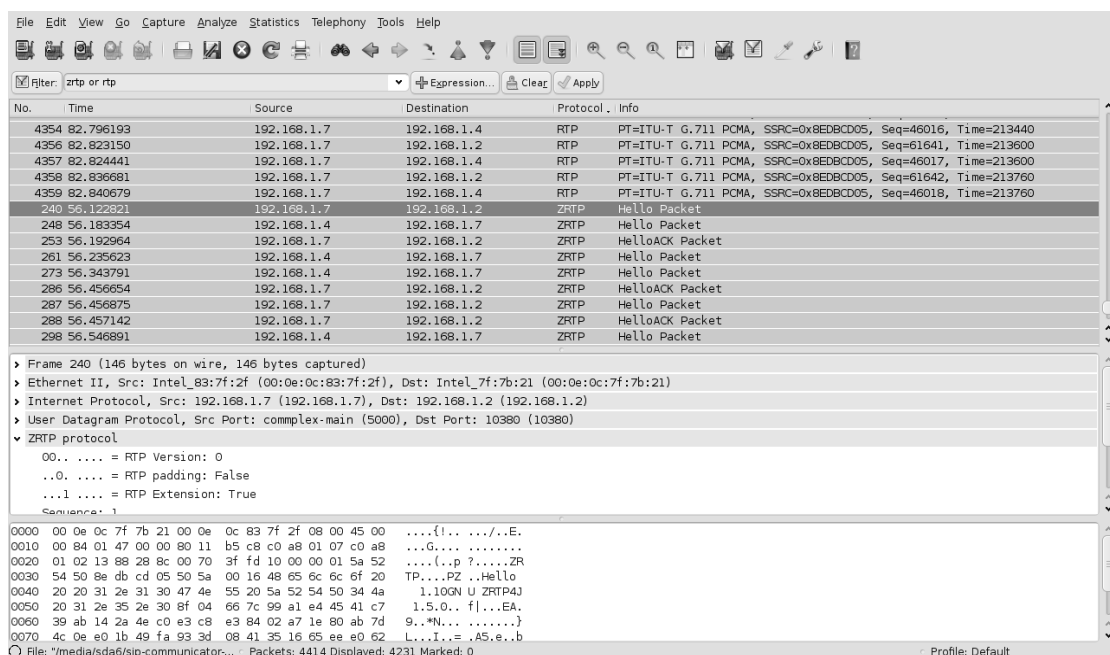 File Edit View Go Capture Analyze Statistics Telephony Tools Help
Filter: zrtp or rtp Expression... Clear Apply
No. Time Source Destination Protocol . Info
4354 82.796193 192.168.1.7 192.168.1.4 RTP PT=ITU-T G.711 PCMA, SSRC=0x8EDBCD05, Seq=46016, Time=213440
4356 82.823150 192.168.1.7 192.168.1.2 RTP PT=ITU-T G.711 PCMA, SSRC=0x8EDBCD05, Seq=61641, Time=213600
4357 82.824441 192.168.1.7 192.168.1.4 RTP PT=ITU-T G.711 PCMA, SSRC=0x8EDBCD05, Seq=46017, Time=213600
4358 82.836681 192.168.1.7 192.168.1.2 RTP PT=ITU-T G.711 PCMA, SSRC=0x8EDBCD05, Seq=61642, Time=213760
4359 82.840679 192.168.1.7 192.168.1.4 RTP PT=ITU-T G.711 PCMA, SSRC=0x8EDBCD05, Seq=46018, Time=213760
240 56.122821 192.168.1.7 192.168.1.2 ZRTP Hello Packet
248 56.183354 192.168.1.4 192.168.1.7 ZRTP Hello Packet
253 56.192964 192.168.1.7 192.168.1.2 ZRTP HelloACK Packet
261 56.235623 192.168.1.4 192.168.1.7 ZRTP Hello Packet
273 56.343791 192.168.1.4 192.168.1.7 ZRTP Hello Packet
286 56.456654 192.168.1.7 192.168.1.2 ZRTP HelloACK Packet
287 56.456875 192.168.1.7 192.168.1.2 ZRTP Hello Packet
288 56.457142 192.168.1.7 192.168.1.2 ZRTP HelloACK Packet
298 56.546891 192.168.1.4 192.168.1.7 ZRTP Hello Packet
Frame 240 (146 bytes on wire, 146 bytes captured)
Ethernet II, Src: Intel_83:7f:2f (00:0e:0c:83:7f:2f), Dst: Intel_7f:7b:21 (00:0e:0c:7f:7b:21)
Internet Protocol, Src: 192.168.1.7 (192.168.1.7), Dst: 192.168.1.2 (192.168.1.2)
User Datagram Protocol, Src Port: commplex-main (5000), Dst Port: 10380 (10380)
ZRTP protocol
00.. .... = RTP Version: 0
..0. .... = RTP padding: False
...1 .... = RTP Extension: True
Sequence: 1
0000 00 0e 0c 7f 7b 21 00 0e 0c 83 7f 2f 08 00 45 00 ....{!.. .../..E.
0010 00 84 01 47 00 00 80 11 b5 c8 c0 a8 01 07 c0 a8 ...G.... ........
0020 01 02 13 88 28 8c 00 70 3f fd 10 00 00 01 5a 52 ....(..p ?.....ZR
0030 54 50 8e db cd 05 50 5a 00 16 48 65 6c 6c 6f 20 TP....PZ ..Hello
0040 20 20 31 2e 31 30 47 4e 55 20 5a 52 54 50 34 4a 1.10GN U ZRTP4J
0050 20 31 2e 35 2e 30 8f 04 66 7c 99 a1 e4 45 41 c7 1.5.0.. f|...EA.
0060 39 ab 14 2a 4e c0 e3 c8 e3 84 02 a7 1e 80 ab 7d 9..*N... .......}
0070 4c 0e e0 1b 49 fa 93 3d 08 41 35 16 65 ee e0 62 L...I..= .A5.e..b
File: "/media/sda6/sip-communicator-... Packets: 4414 Displayed: 4231 Marked: 0 Profile: Default